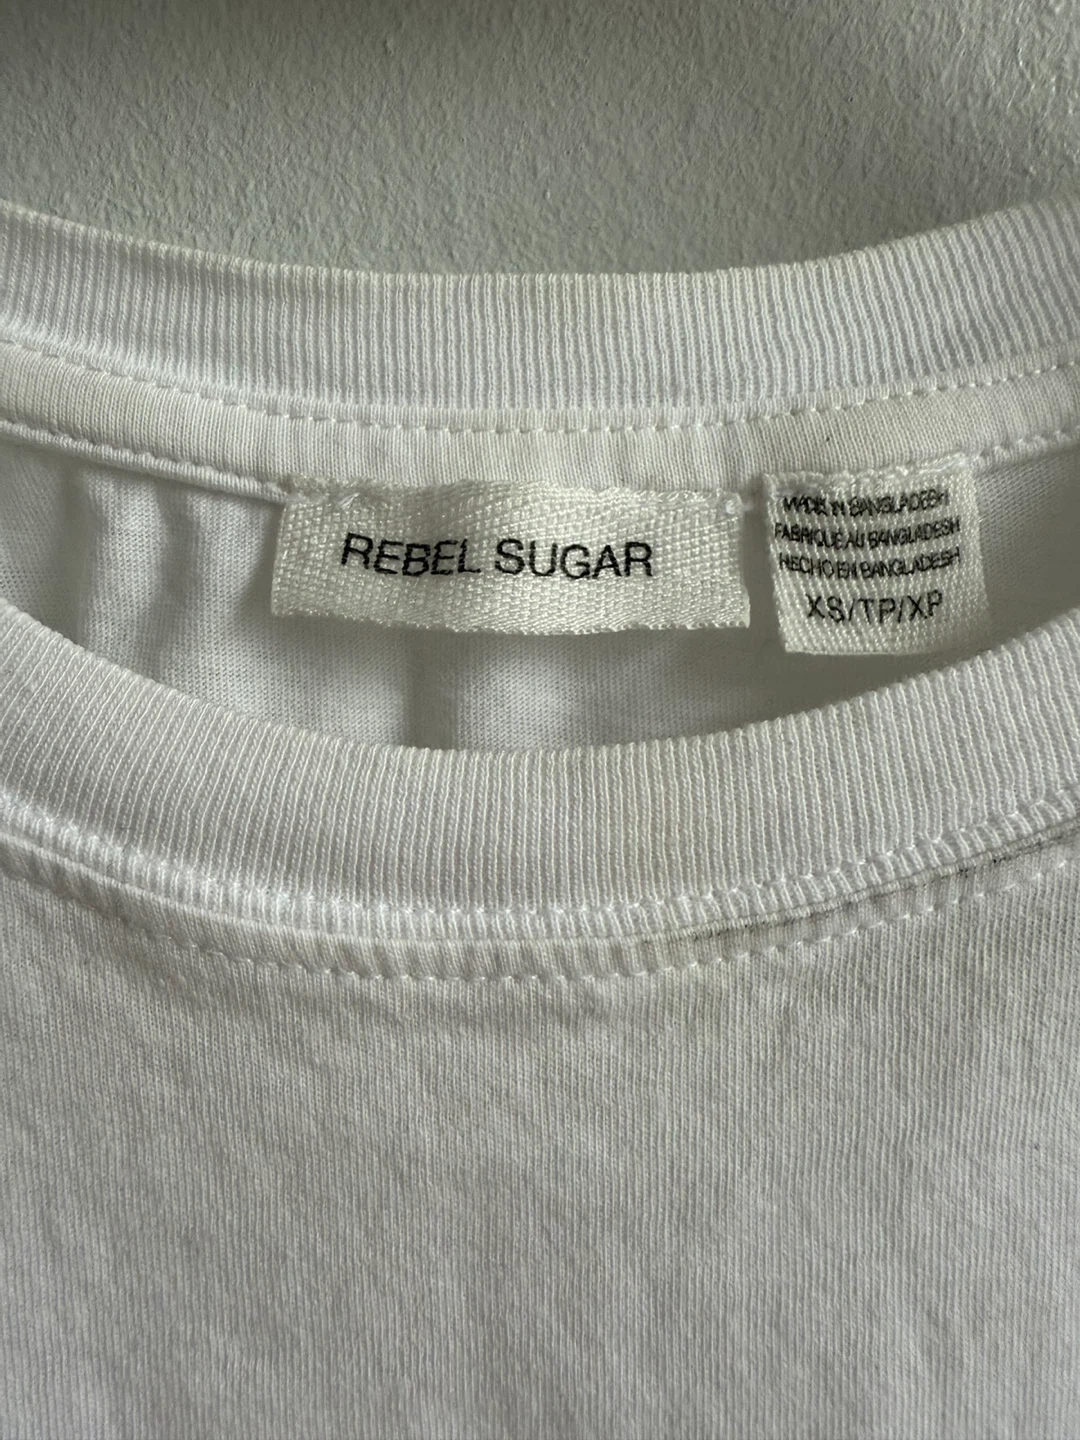 REBEL SUGAR
MADE IN BANGLADESH
FABRIQUE AU BANGLADESH
HECHO EN BANGLADESH
XS/TP/XP